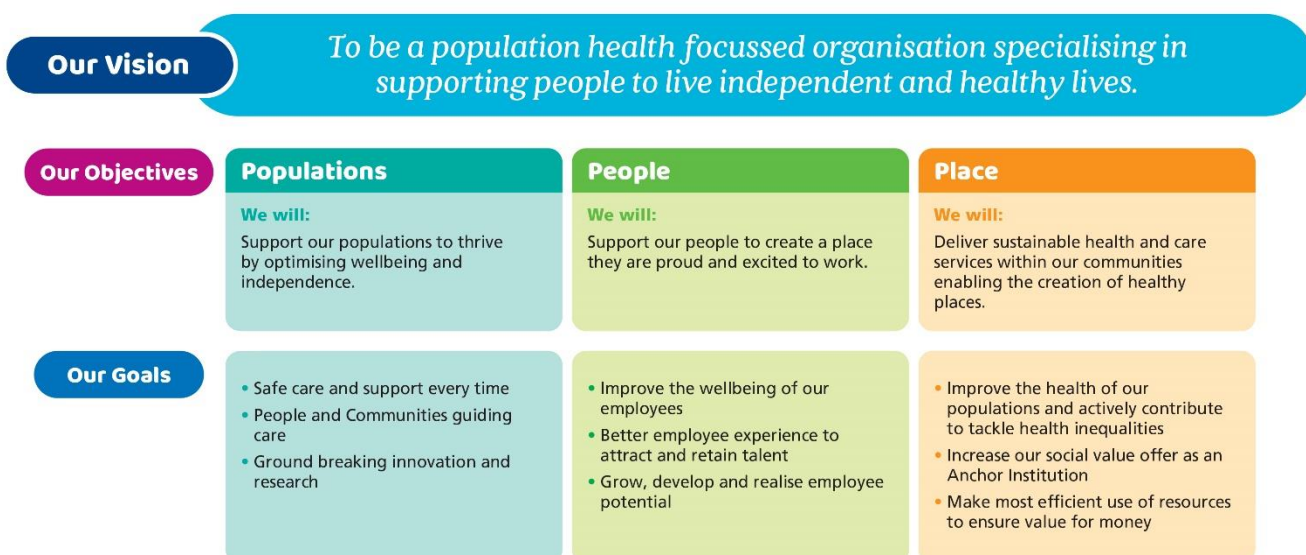 Our Vision
To be a population health focussed organisation specialising in
supporting people to live independent and healthy lives.
Our Objectives
Populations
We will:
Support our populations to thrive
by optimising wellbeing and
independence.
People
We will:
Support our people to create a place
they are proud and excited to work.
Place
We will:
Deliver sustainable health and care
services within our communities
enabling the creation of healthy
places.
Our Goals
• Safe care and support every time
• People and Communities guiding
care
• Ground breaking innovation and
research
• Improve the wellbeing of our
employees
• Better employee experience to
attract and retain talent
• Grow, develop and realise employee
potential
• Improve the health of our
populations and actively contribute
to tackle health inequalities
• Increase our social value offer as an
Anchor Institution
• Make most efficient use of resources
to ensure value for money